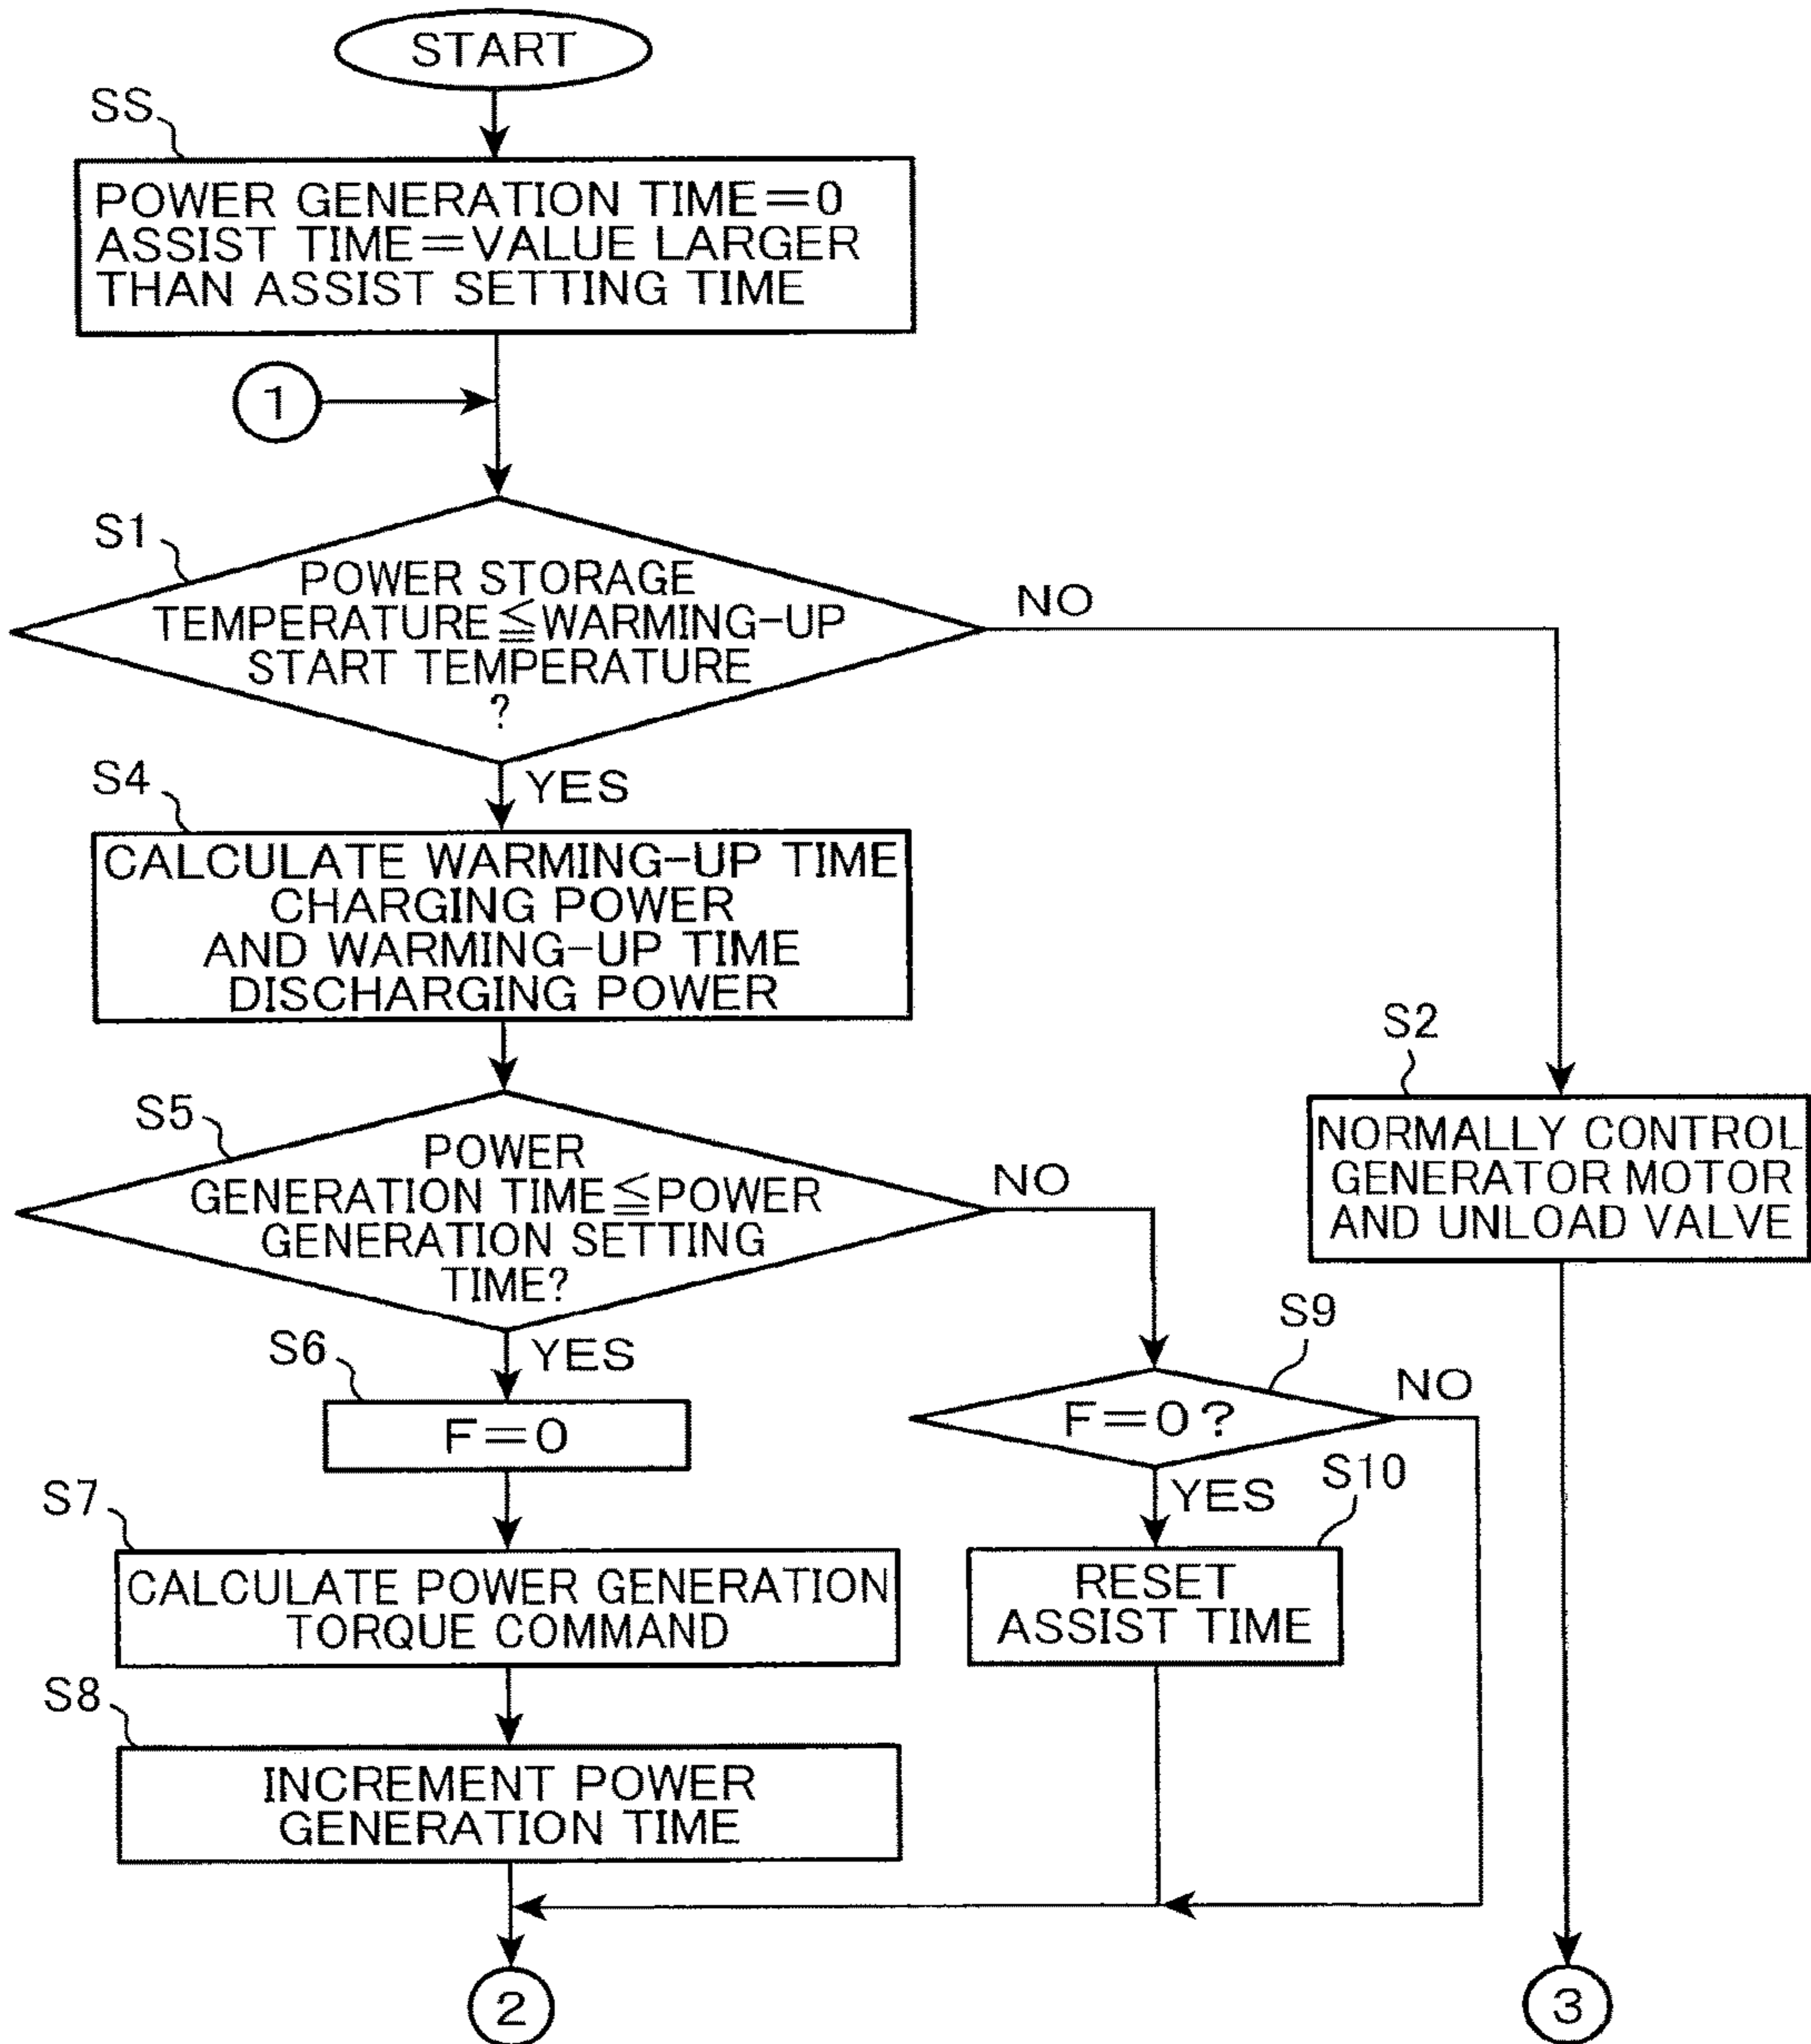 START
SS
POWER GENERATION TIME=0
ASSIST TIME=VALUE LARGER
THAN ASSIST SETTING TIME
1
S1
POWER STORAGE
TEMPERATURE≦WARMING-UP
START TEMPERATURE
?
NO
YES
S4
CALCULATE WARMING-UP TIME
CHARGING POWER
AND WARMING-UP TIME
DISCHARGING POWER
S2
NORMALLY CONTROL
GENERATOR MOTOR
AND UNLOAD VALVE
S5
POWER
GENERATION TIME≦POWER
GENERATION SETTING
TIME?
NO
YES
S6
F=0
S9
F=0?
NO
YES
S7
CALCULATE POWER GENERATION
TORQUE COMMAND
S10
RESET
ASSIST TIME
S8
INCREMENT POWER
GENERATION TIME
2
3